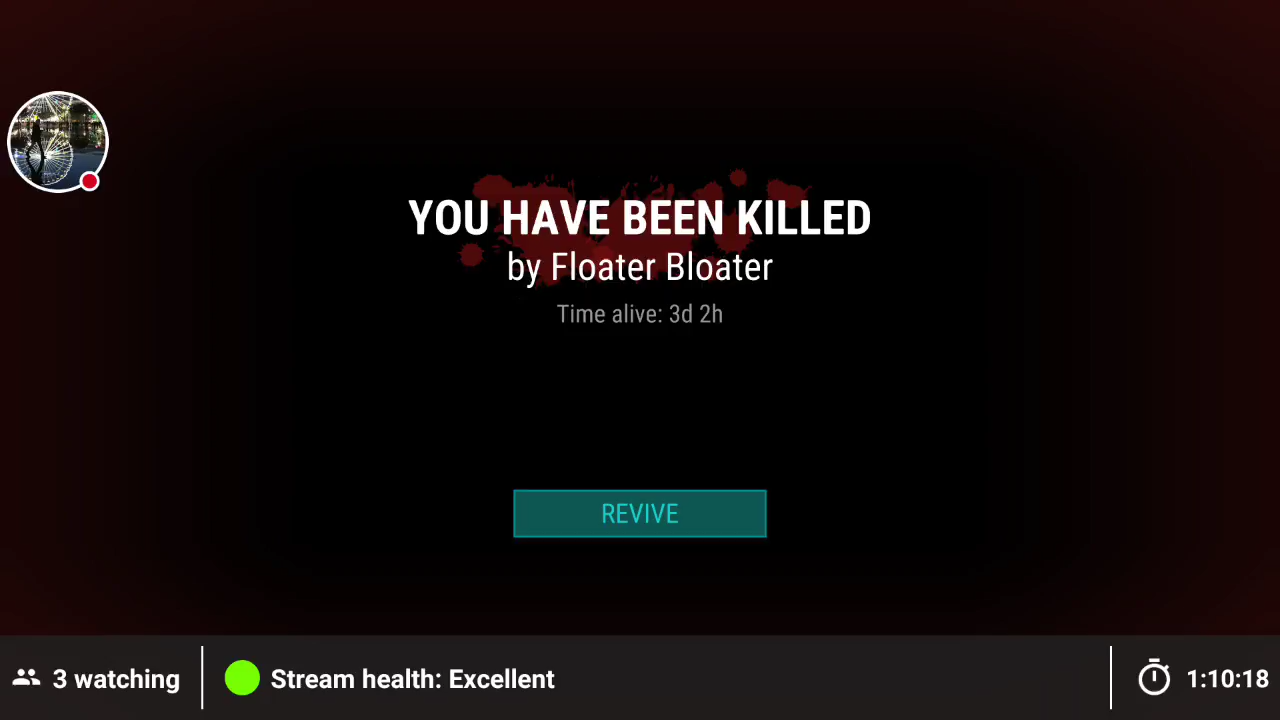 YOU HAVE BEEN KILLED
by Floater Bloater
Time alive: 3d 2h
REVIVE
3 watching
Stream health: Excellent
1:10:18